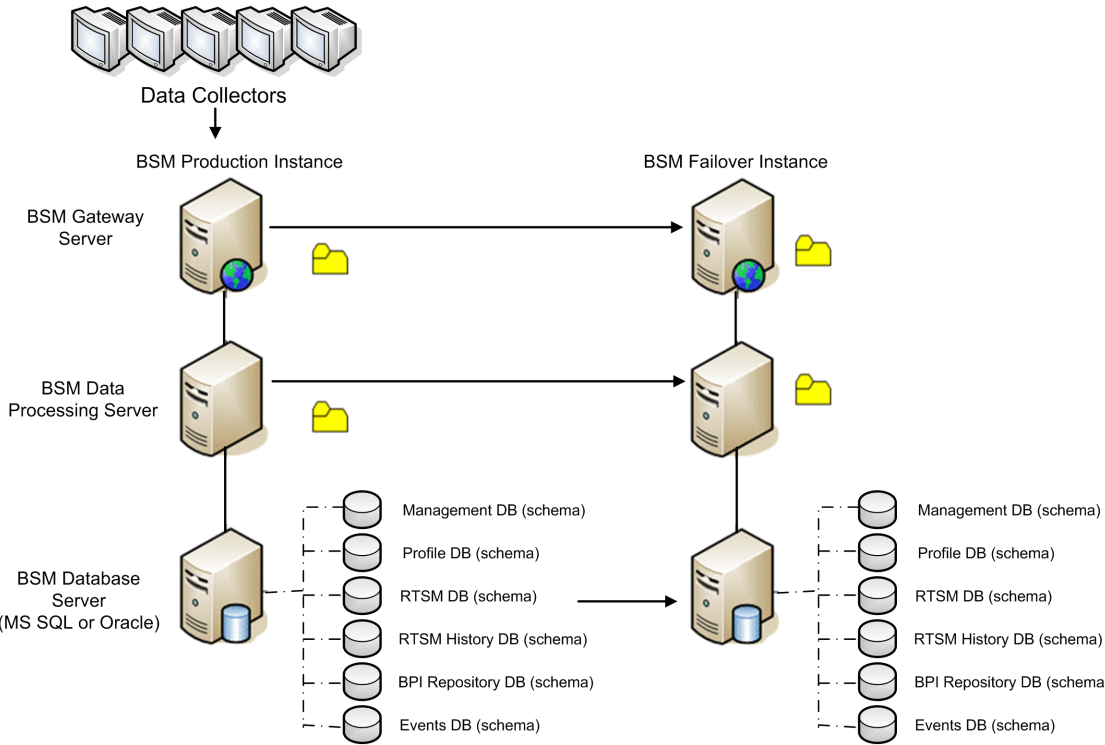 Data Collectors
BSM Production Instance
BSM Failover Instance
BSM Gateway
Server
BSM Data
Processing Server
BSM Database
Server
(MS SQL or Oracle)
Management DB (schema)
Profile DB (schema)
RTSM DB (schema)
RTSM History DB (schema)
BPI Repository DB (schema)
Events DB (schema)
Management DB (schema)
Profile DB (schema)
RTSM DB (schema)
RTSM History DB (schema)
BPI Repository DB (schema
Events DB (schema)